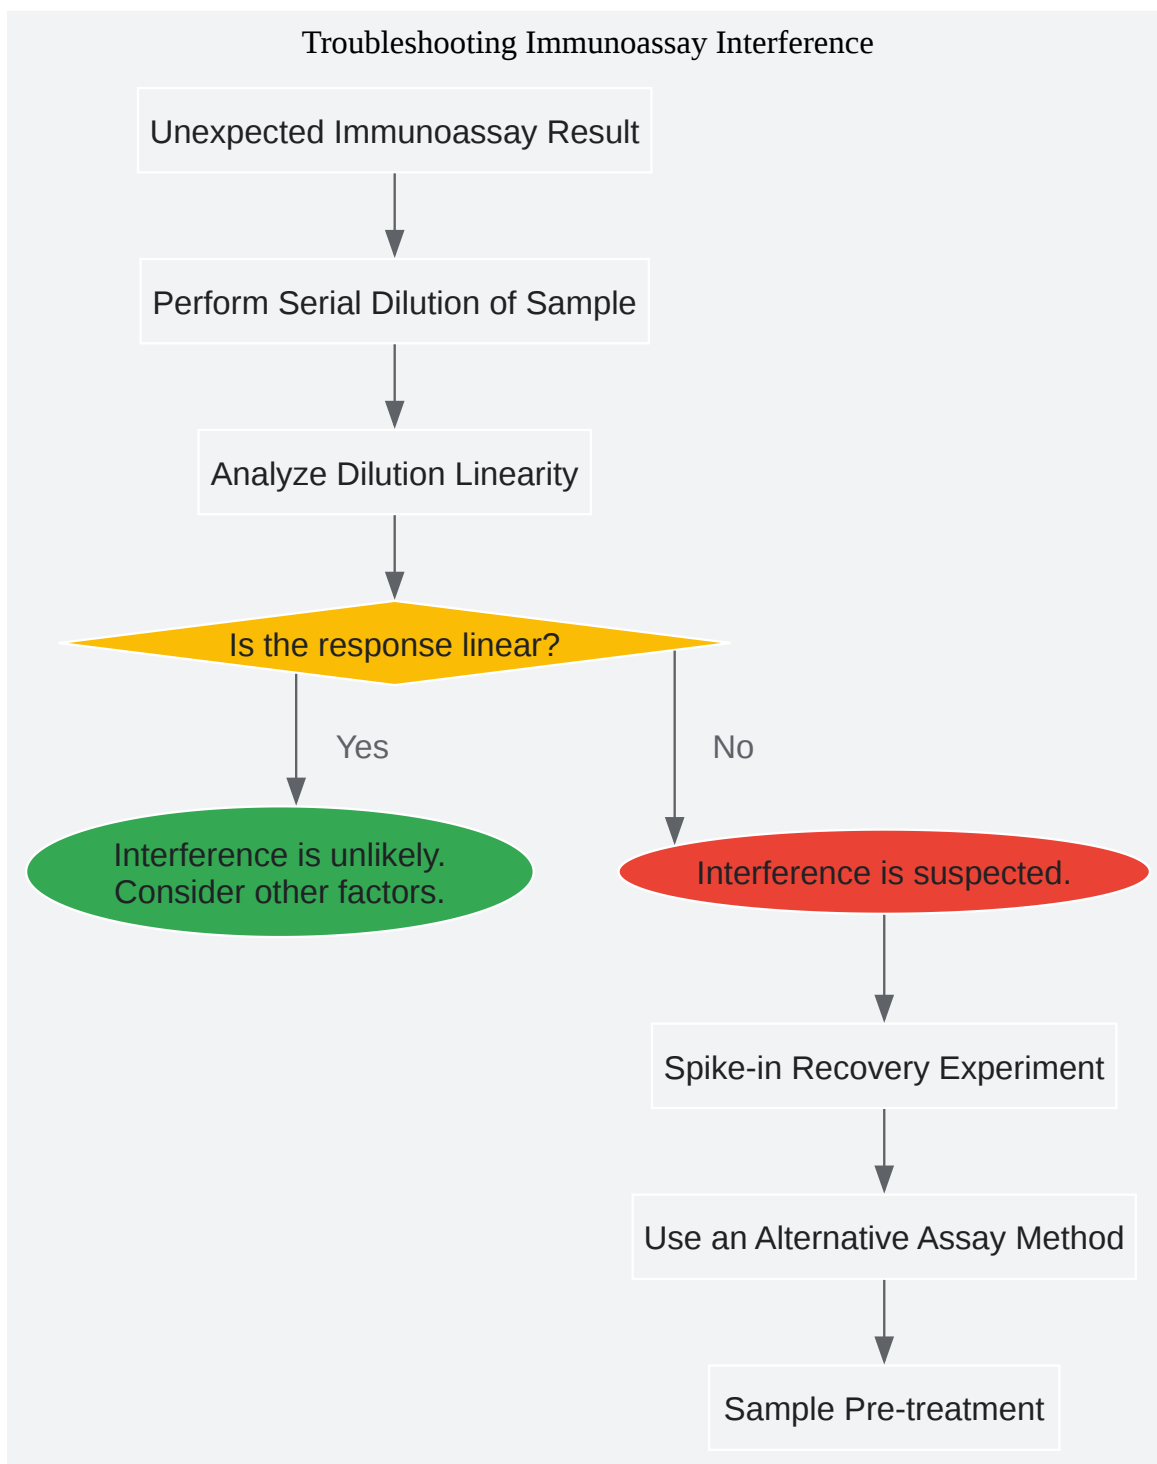 Troubleshooting Immunoassay Interference
Unexpected Immunoassay Result
Perform Serial Dilution of Sample
Analyze Dilution Linearity
Is the response linear?
Yes
No
Interference is unlikely.
Consider other factors.
Interference is suspected.
Spike-in Recovery Experiment
Use an Alternative Assay Method
Sample Pre-treatment